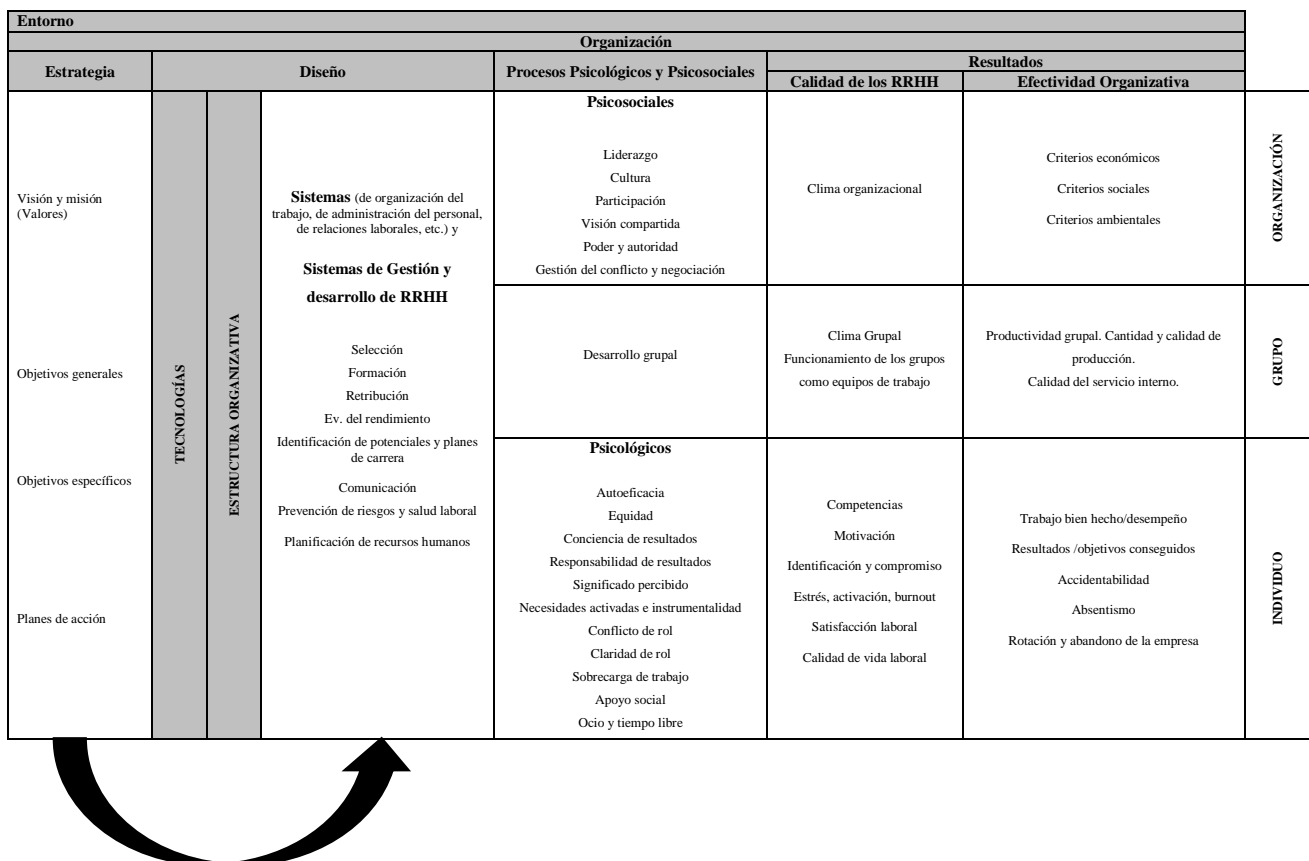 Entorno
Organización
Estrategia
Diseño
Procesos Psicológicos y Psicosociales
Resultados
Calidad de los RRHH
Efectividad Organizativa
Visión y misión
(Valores)
Objetivos generales
Objetivos específicos
Planes de acción
TECNOLOGÍAS
ESTRUCTURA ORGANIZATIVA
Sistemas (de organización del
trabajo, de administración del personal,
de relaciones laborales, etc.) y
Sistemas de Gestión y
desarrollo de RRHH
Selección
Formación
Retribución
Ev. del rendimiento
Identificación de potenciales y planes
de carrera
Comunicación
Prevención de riesgos y salud laboral
Planificación de recursos humanos
Psicosociales
Liderazgo
Cultura
Participación
Visión compartida
Poder y autoridad
Gestión del conflicto y negociación
Clima organizacional
Criterios económicos
Criterios sociales
Criterios ambientales
ORGANIZACIÓN
Desarrollo grupal
Clima Grupal
Funcionamiento de los grupos
como equipos de trabajo
Productividad grupal. Cantidad y calidad de
producción.
Calidad del servicio interno.
GRUPO
Psicológicos
Autoeficacia
Equidad
Conciencia de resultados
Responsabilidad de resultados
Significado percibido
Necesidades activadas e instrumentalidad
Conflicto de rol
Claridad de rol
Sobrecarga de trabajo
Apoyo social
Ocio y tiempo libre
Competencias
Motivación
Identificación y compromiso
Estrés, activación, burnout
Satisfacción laboral
Calidad de vida laboral
Trabajo bien hecho/desempeño
Resultados /objetivos conseguidos
Accidentabilidad
Absentismo
Rotación y abandono de la empresa
INDIVIDUO